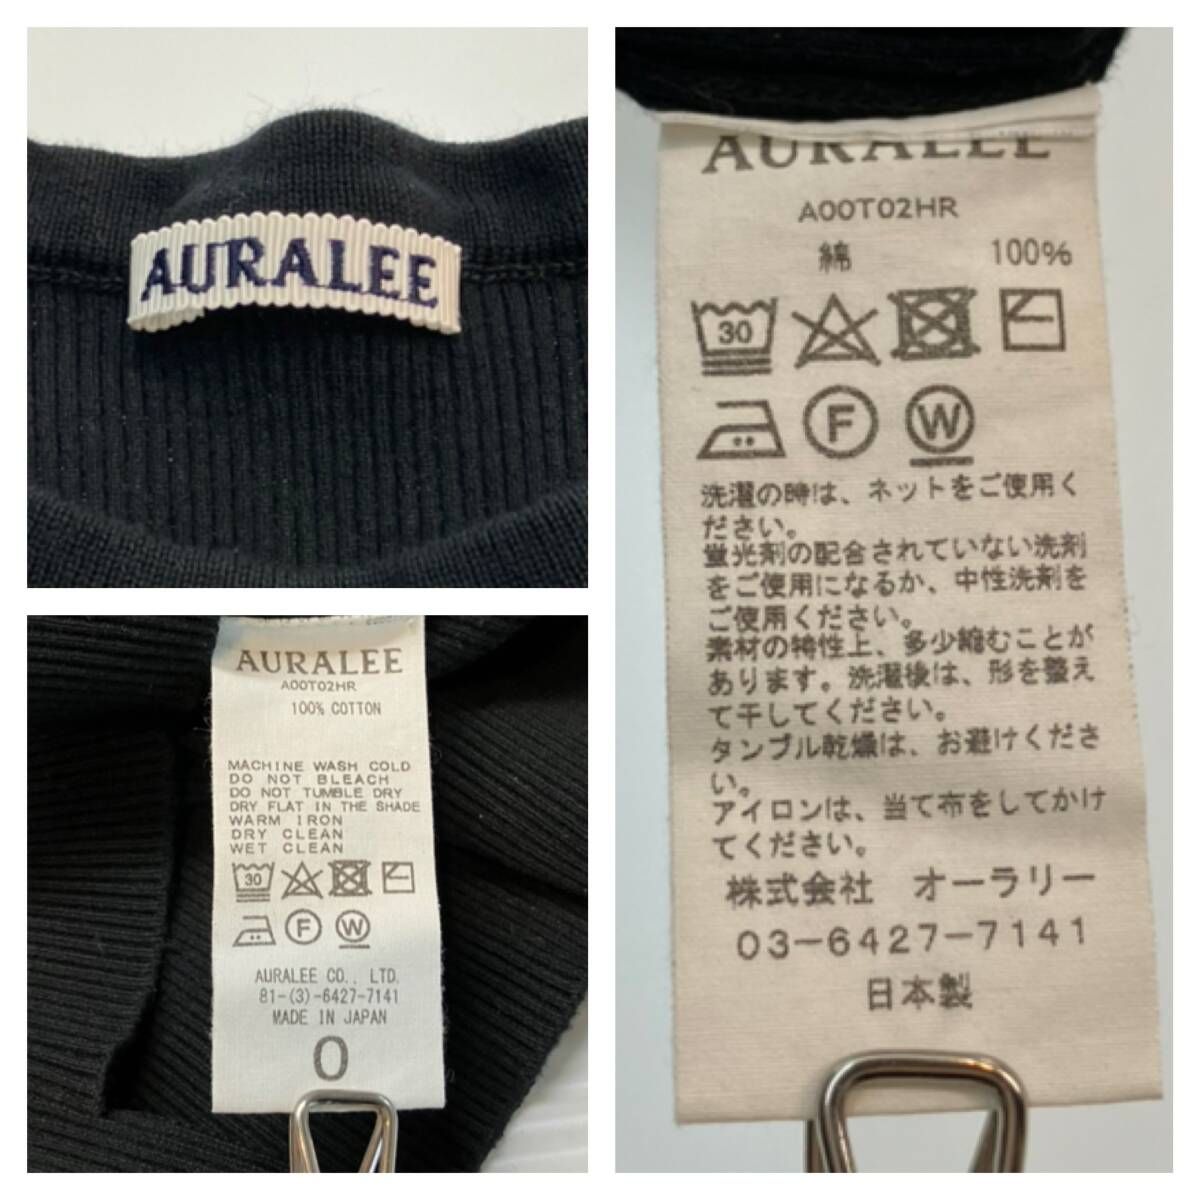 AURALEE
AURALEE
A00T02HR
100% COTTON
MACHINE WASH COLD
DO NOT BLEACH
DO NOT TUMBLE DRY
DRY FLAT IN THE SHADE
WARM IRON
DRY CLEAN
WET CLEAN
30
F W
AURALEE CO., LTD.
81-(3)-6427-7141
MADE IN JAPAN
0
AURALEE
A00T02HR
綿 100%
30
F W
洗濯の時は、ネットをご使用く
ださい。
蛍光剤の配合されていない洗剤
をご使用になるか、中性洗剤を
ご使用ください。
素材の特性上、多少縮むことが
あります。洗濯後は、形を整え
て干してください。
タンブル乾燥は、お避けくださ
い。
アイロンは、当て布をしてかけ
てください。
株式会社 オーラリー
03-6427-7141
日本製